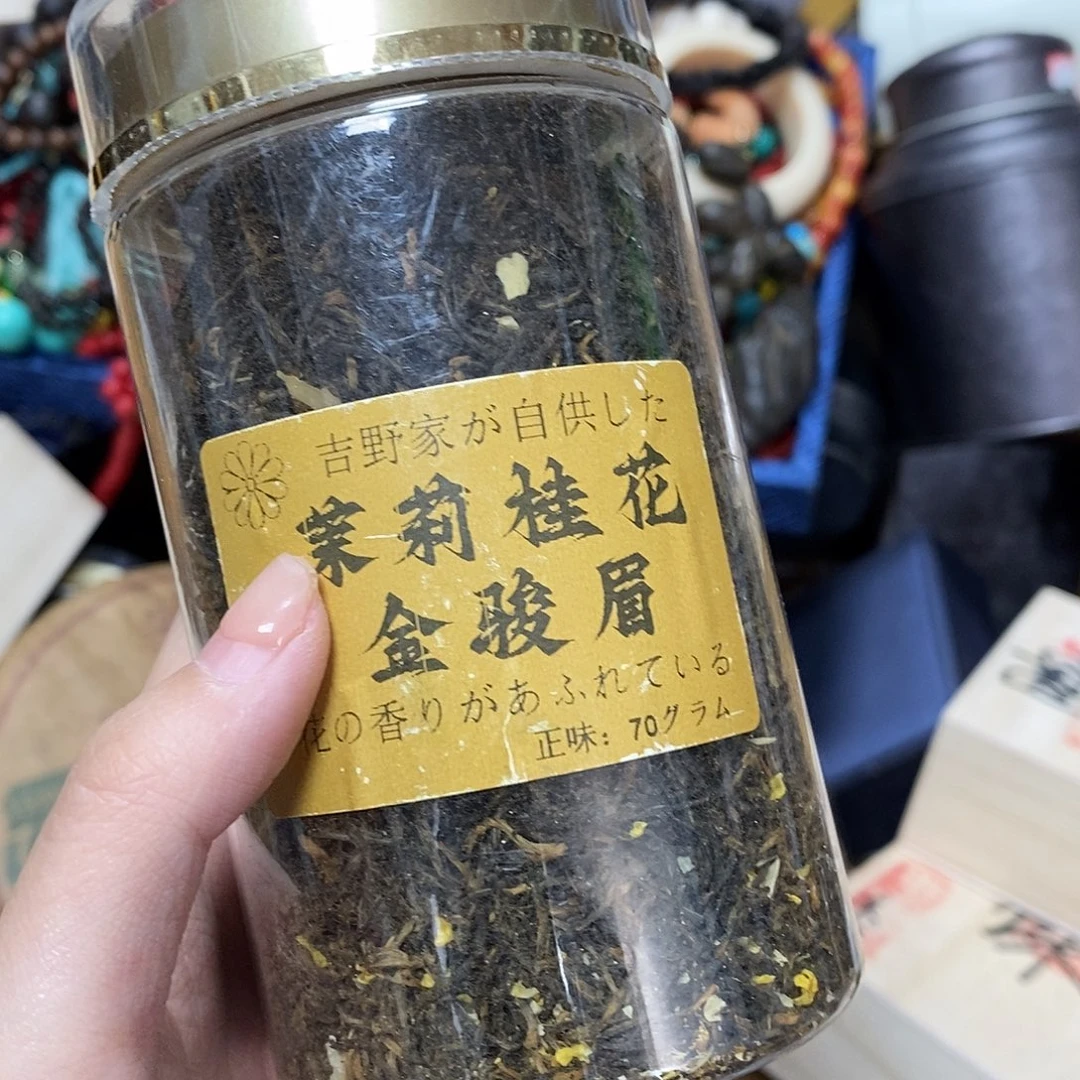 吉野家が自供した
茉莉桂花
金骏眉
花の香りがあふれている
正味: 70グラム